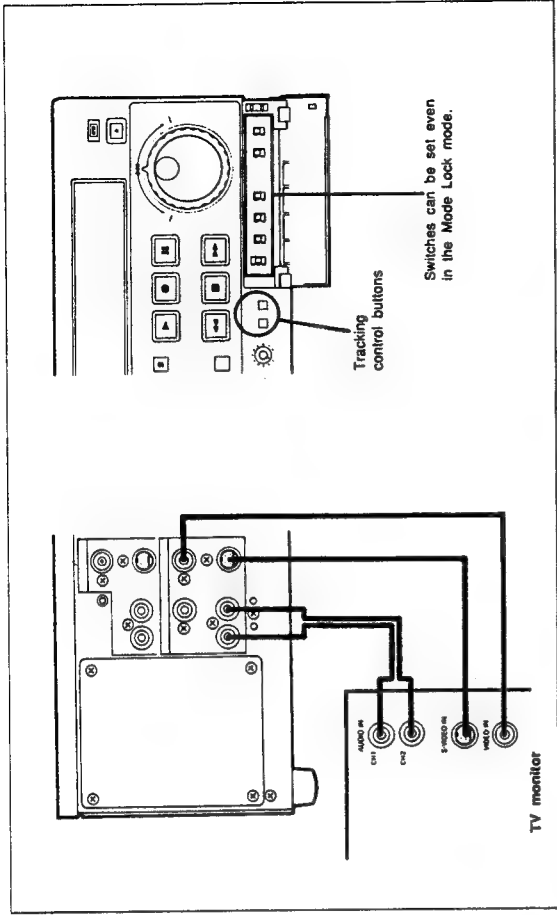 Switches can be set even
in the Mode Lock mode.
Tracking
control buttons
AUDIO IN
CH1
CH2
S-VIDEO IN
VIDEO IN
TV monitor